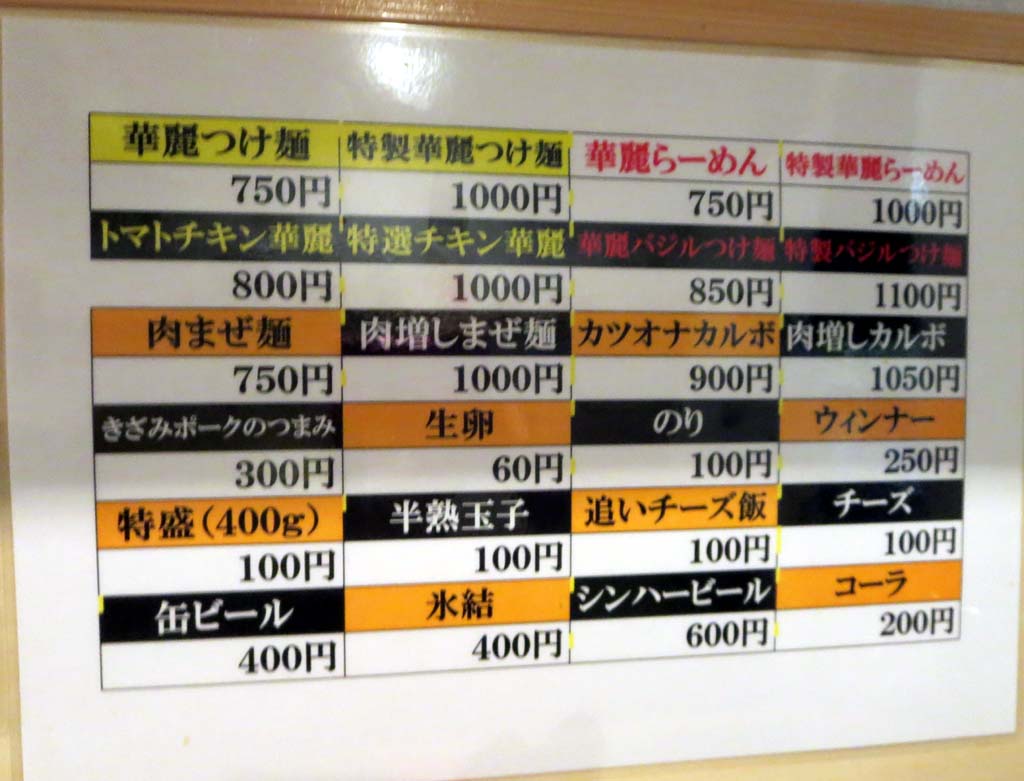 華麗つけ麺 特製華麗つけ麺 華麗らーめん 特製華麗らーめん
750円 1000円 750円 1000円
トマトチキン華麗 特選チキン華麗 華麗バジルつけ麺 特製バジルつけ麺
800円 1000円 850円 1100円
肉まぜ麺 肉増しまぜ麺 カツオナカルボ 肉増しカルボ
750円 1000円 900円 1050円
きざみポークのつまみ 生卵 のり ウィンナー
300円 60円 100円 250円
特盛(400g) 半熟玉子 追いチーズ飯 チーズ
100円 100円 100円 100円
缶ビール 氷結 シンハービール コーラ
400円 400円 600円 200円